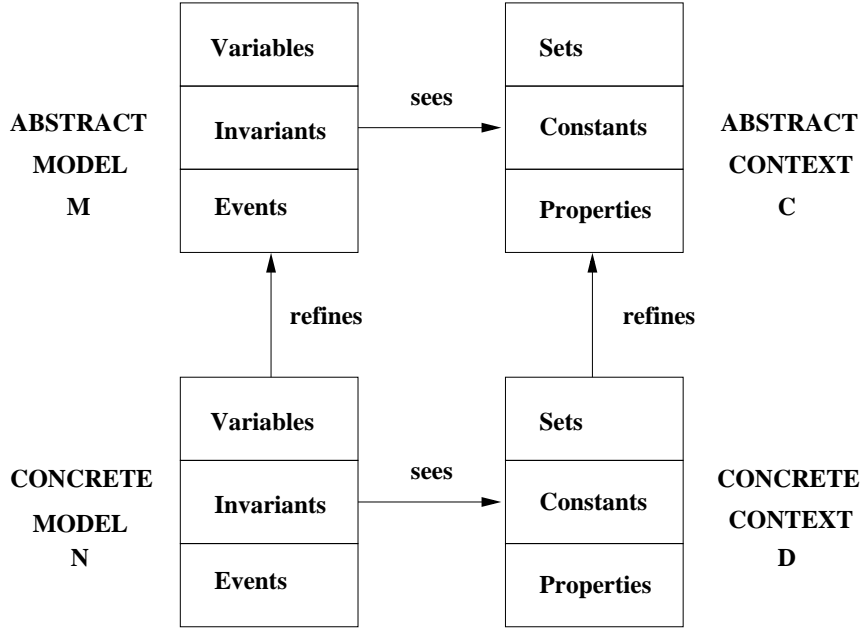 Variables
Sets
sees
ABSTRACT
MODEL
M
Invariants
Constants
ABSTRACT
CONTEXT
C
Events
Properties
refines
refines
Variables
Sets
sees
CONCRETE
MODEL
N
Invariants
Constants
CONCRETE
CONTEXT
D
Events
Properties